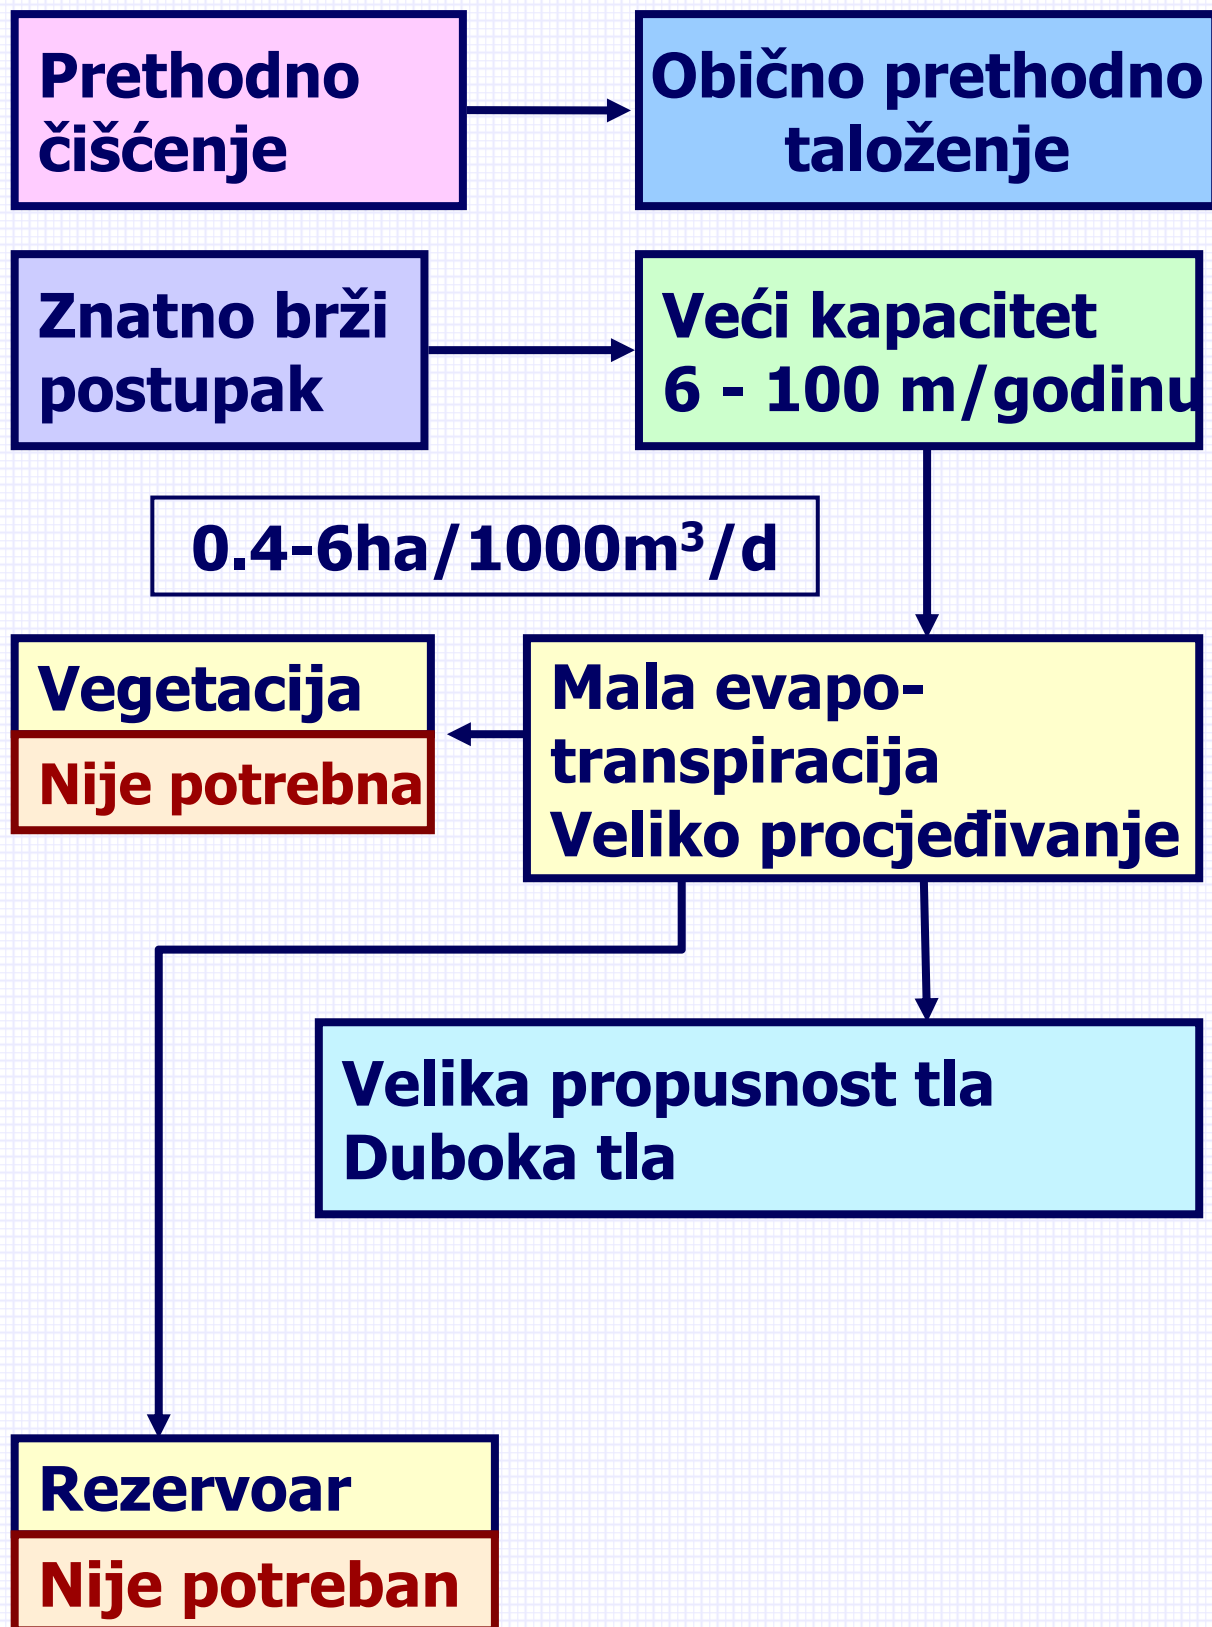 Prethodno
čišćenje
Obično prethodno
taloženje
Znatno brži
postupak
Veći kapacitet
6 - 100 m/godinu
0.4-6ha/1000m³/d
Vegetacija
Nije potrebna
Mala evapo-
transpiracija
Veliko procjeđivanje
Velika propusnost tla
Duboka tla
Rezervoar
Nije potreban